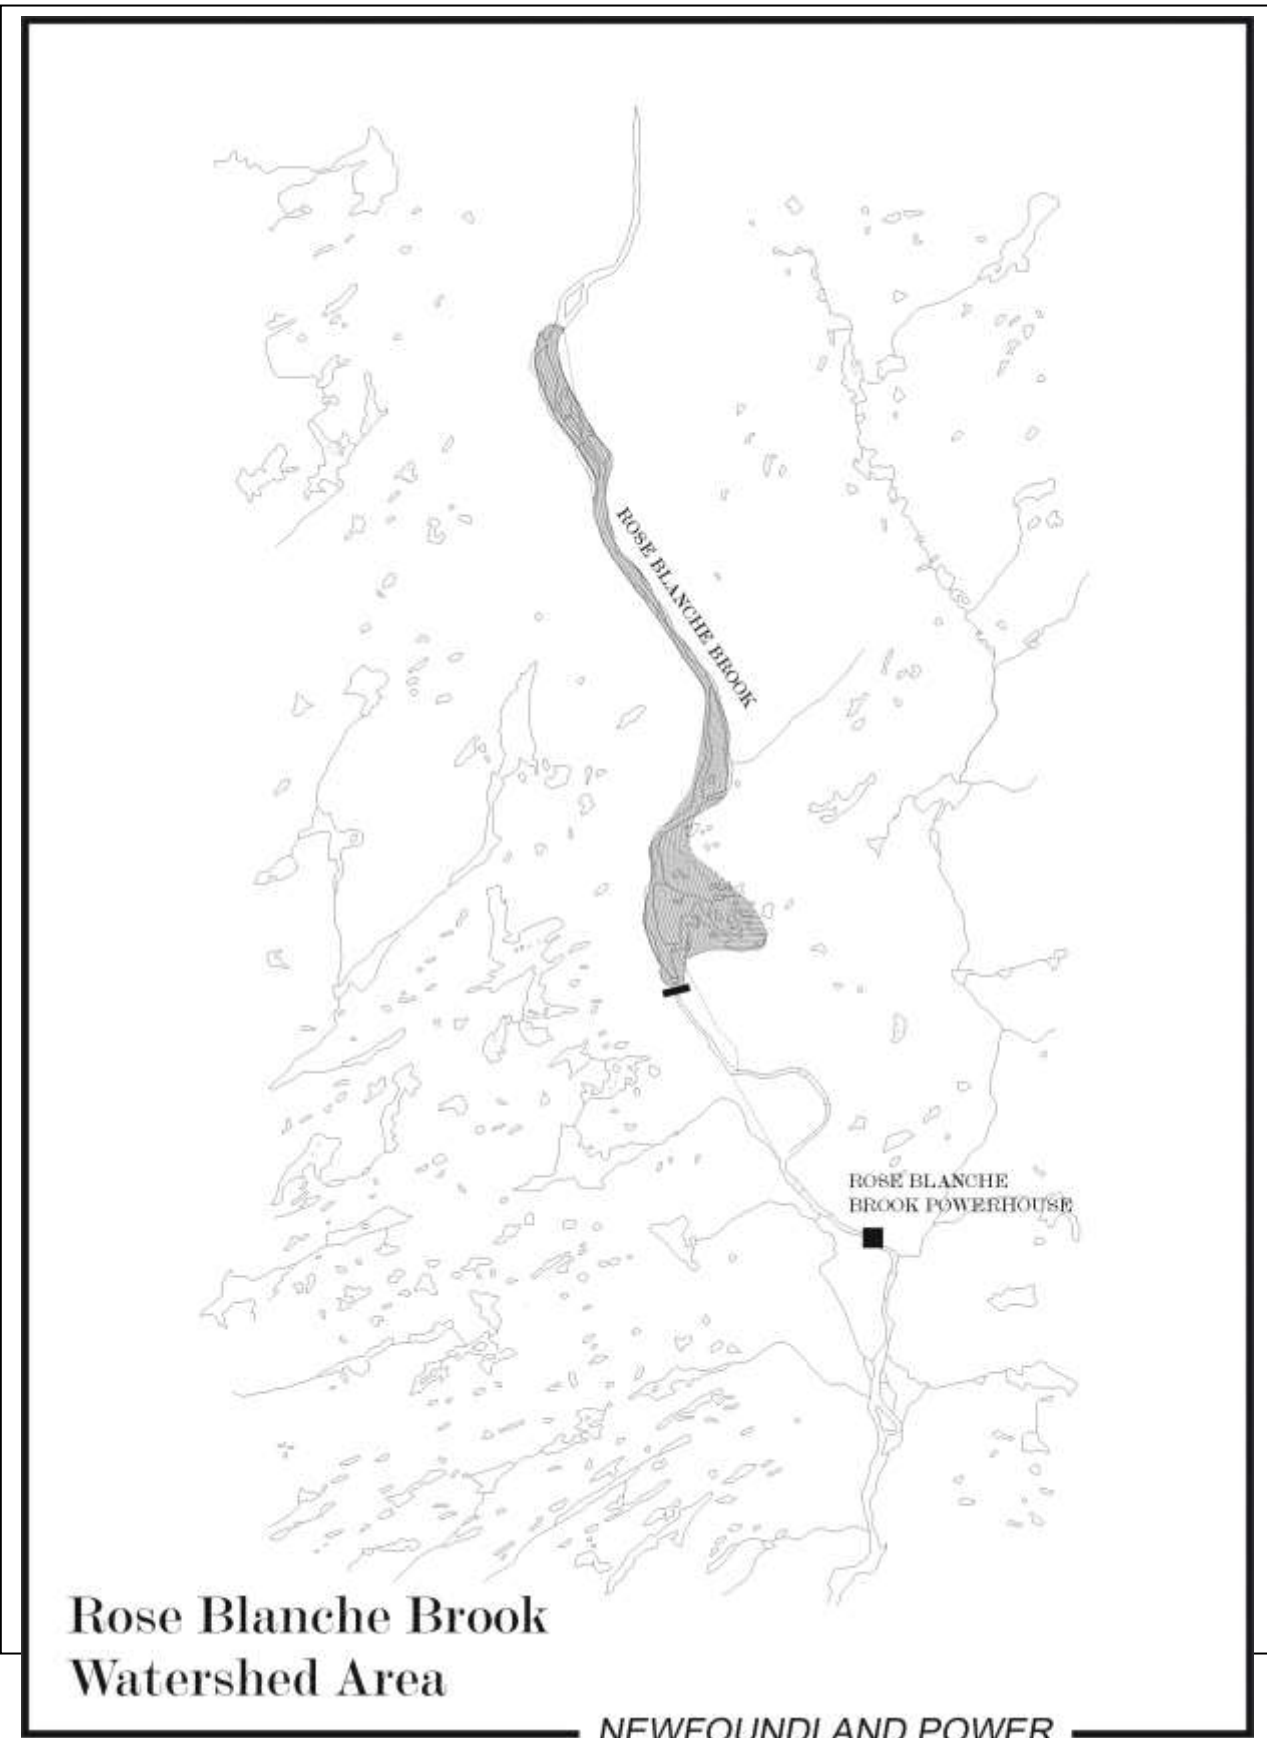 ROSE BLANCHE BROOK
ROSE BLANCHE
BROOK POWERHOUSE
Rose Blanche Brook
Watershed Area
NEWFOUNDLAND POWER